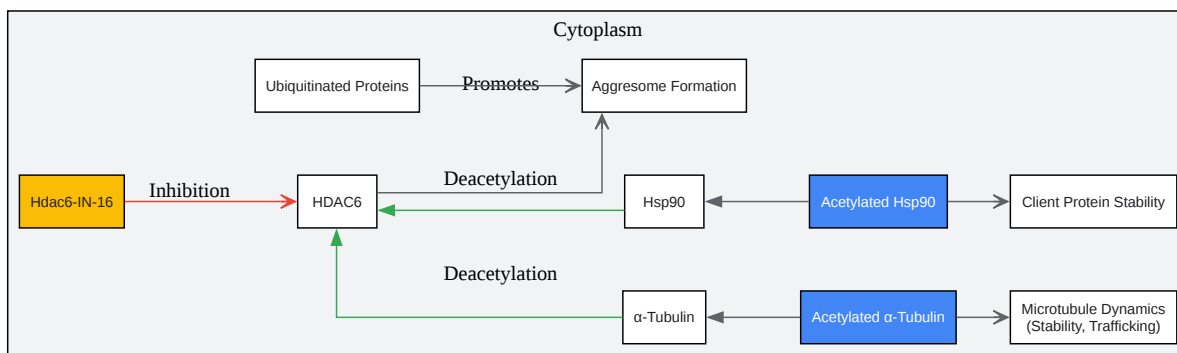 Cytoplasm
Ubiquitinated Proteins
Promotes
Aggresome Formation
Hdac6-IN-16
Inhibition
HDAC6
Deacetylation
Hsp90
Acetylated Hsp90
Client Protein Stability
Deacetylation
α-Tubulin
Acetylated α-Tubulin
Microtubule Dynamics
(Stability, Trafficking)